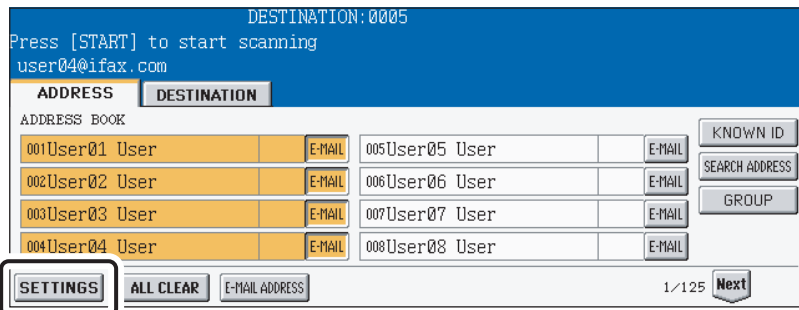 DESTINATION:0005
Press [START] to start scanning
user04@ifax.com
ADDRESS DESTINATION
ADDRESS BOOK
KNOWN ID
001User01 User E-MAIL 005User05 User E-MAIL
SEARCH ADDRESS
002User02 User E-MAIL 006User06 User E-MAIL
GROUP
003User03 User E-MAIL 007User07 User E-MAIL
004User04 User E-MAIL 008User08 User E-MAIL
SETTINGS ALL CLEAR E-MAIL ADDRESS 1/125 Next